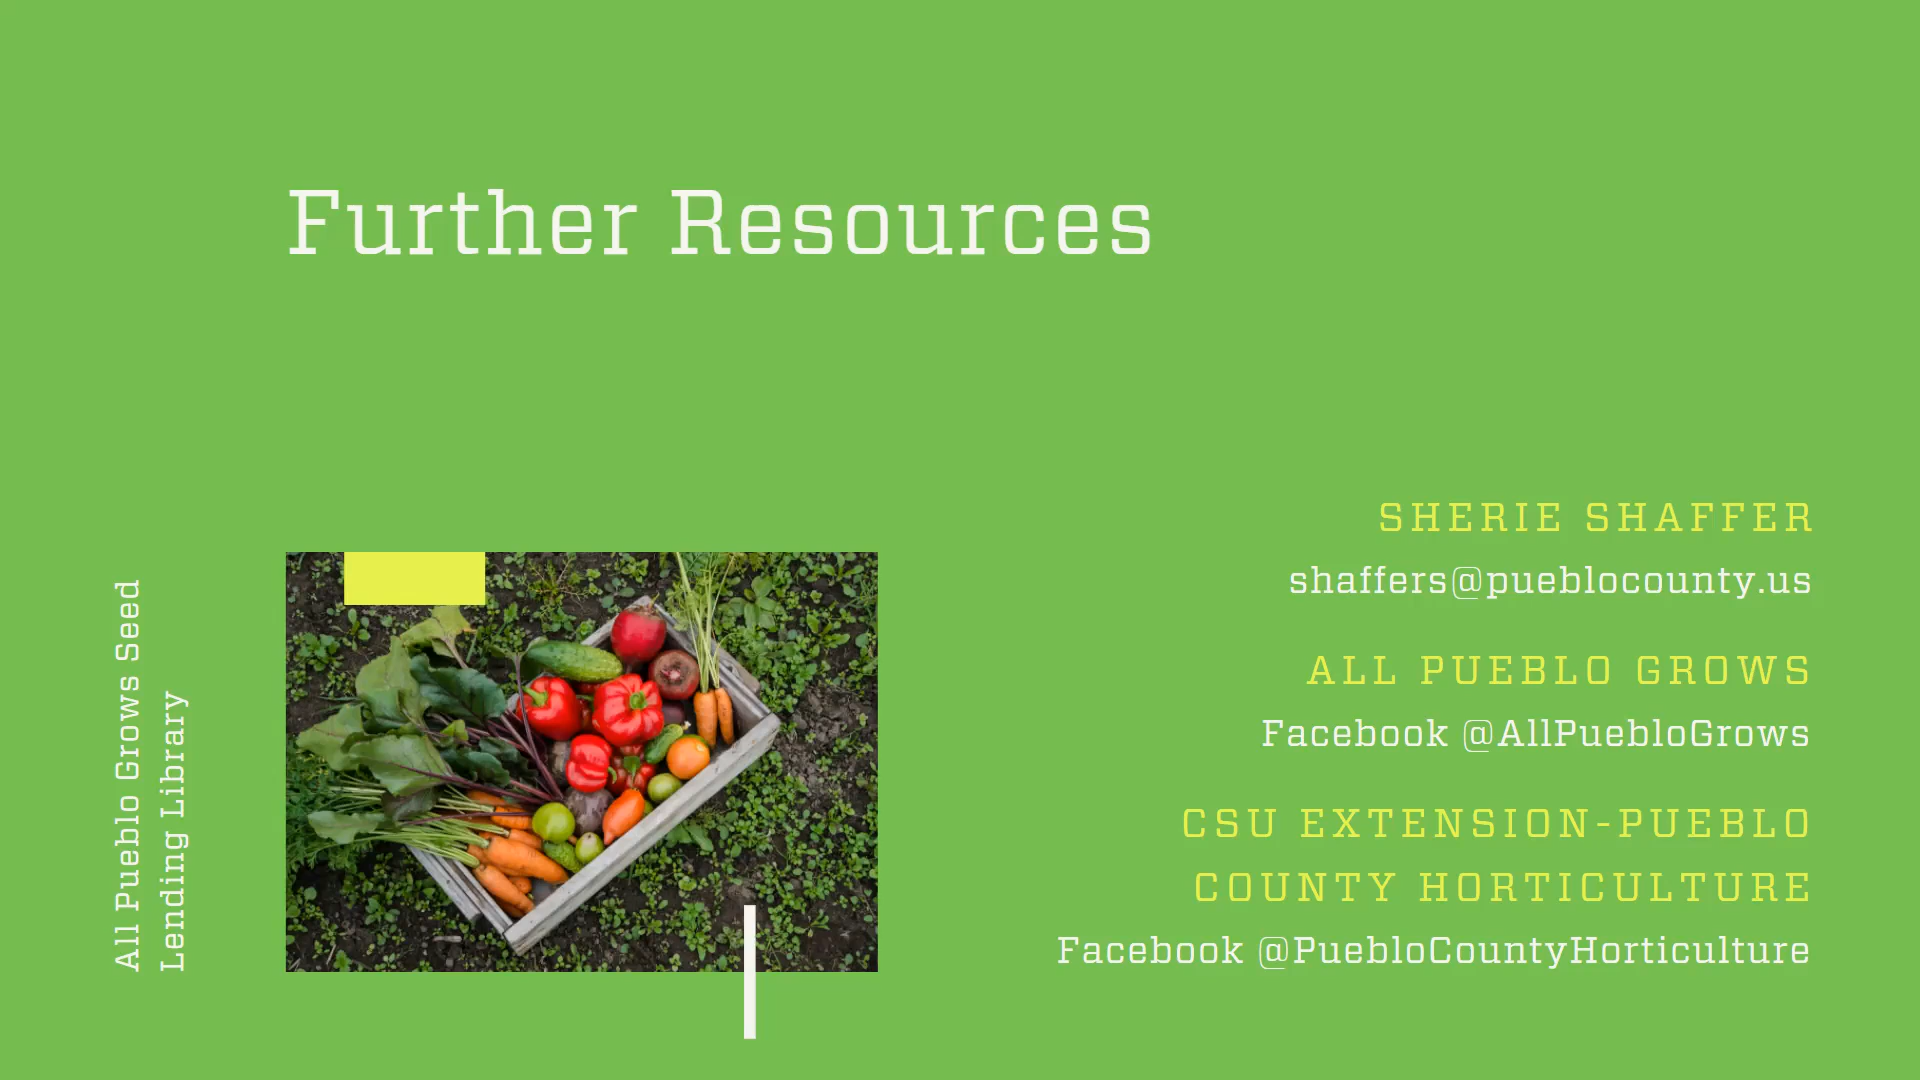 Further Resources
All Pueblo Grows Seed
Lending Library
SHERIE SHAFFER
shaffers@pueblocounty.us
ALL PUEBLO GROWS
Facebook @AllPuebloGrows
CSU EXTENSION-PUEBLO
COUNTY HORTICULTURE
Facebook @PuebloCountyHorticulture